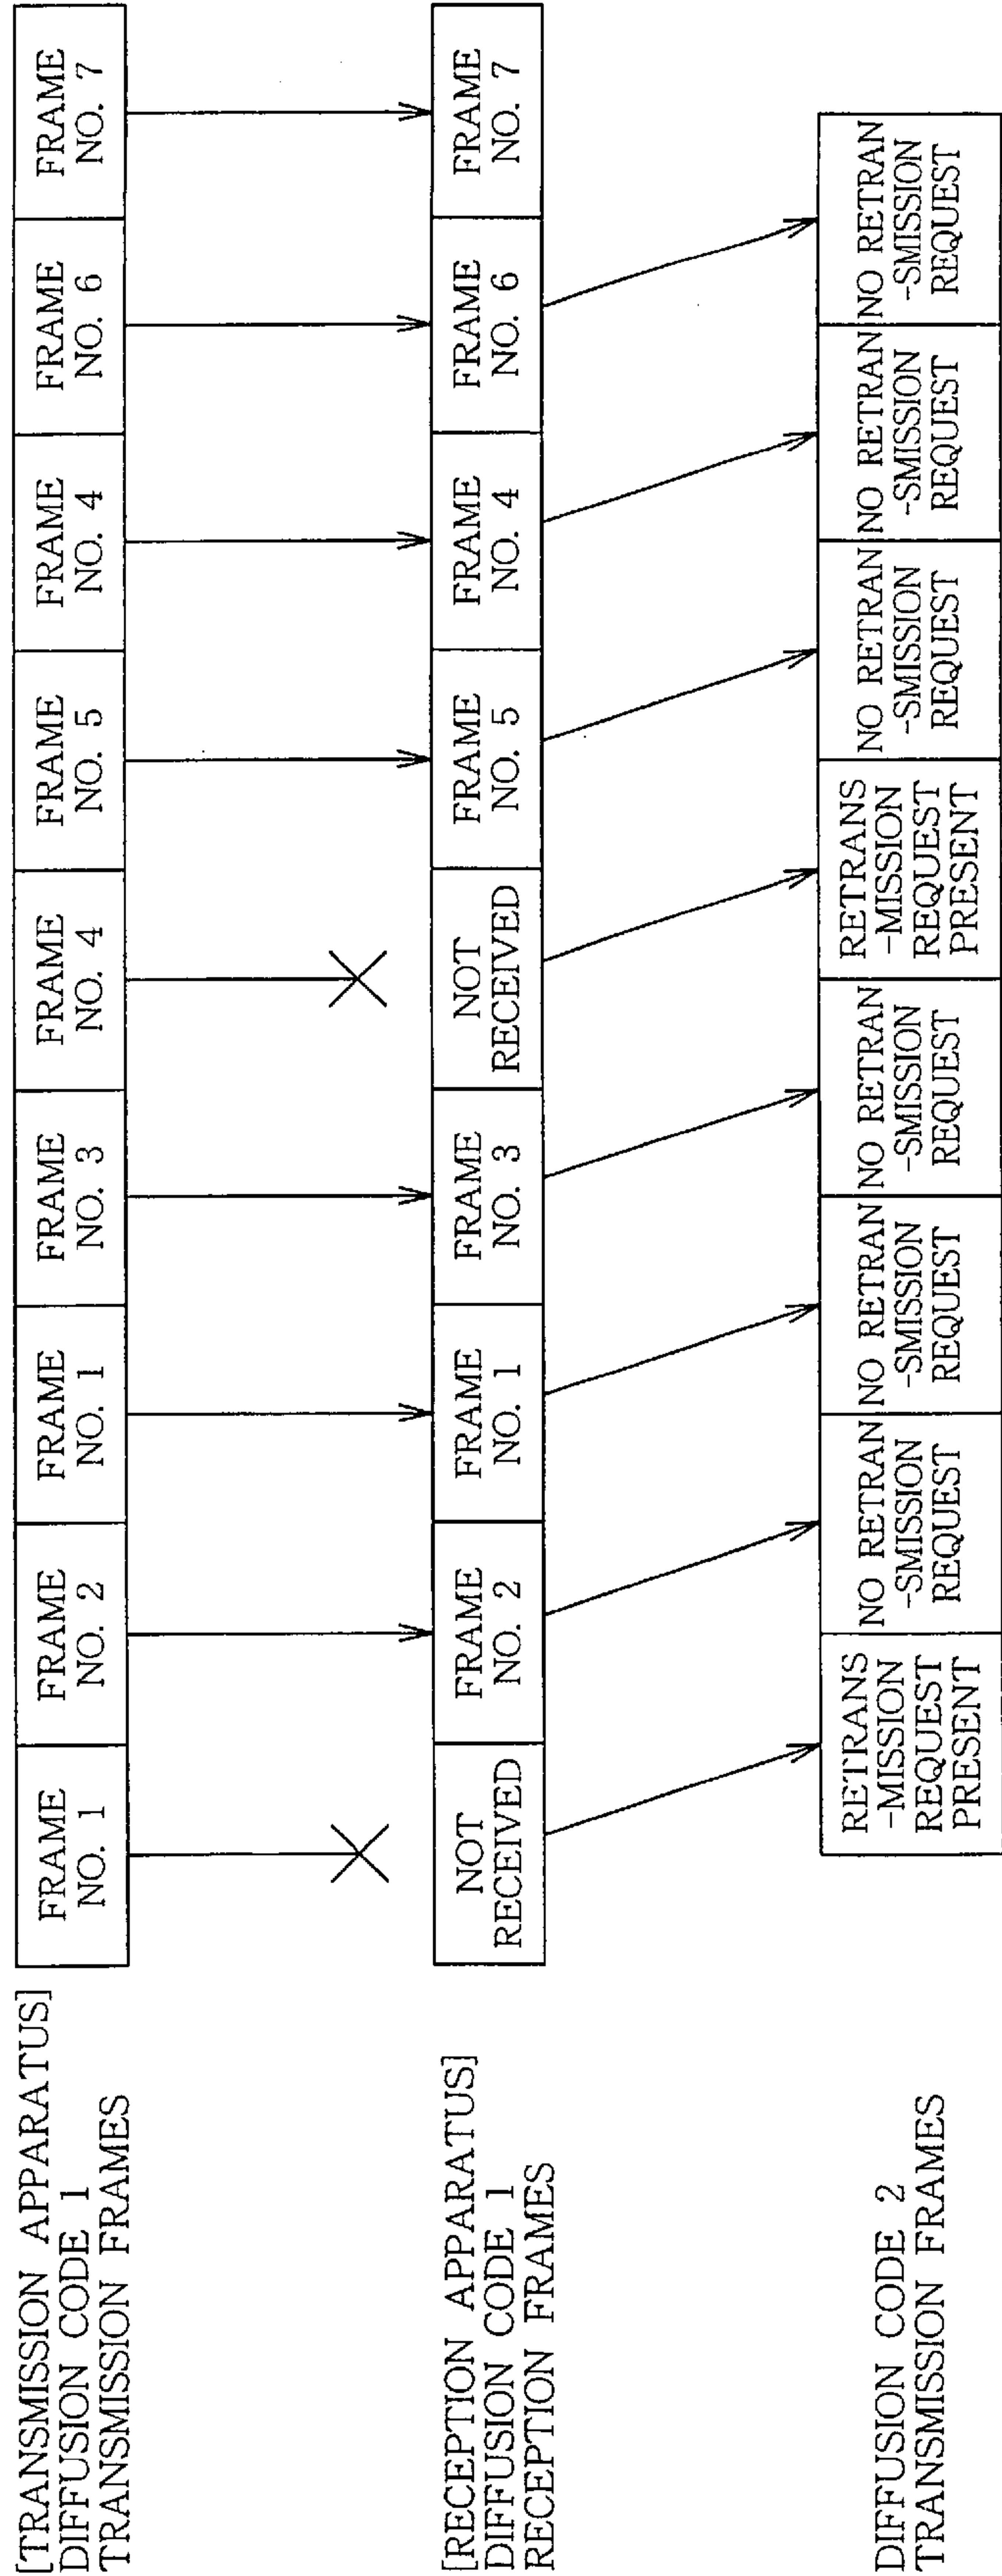 [TRANSMISSION APPARATUS]
DIFFUSION CODE 1
TRANSMISSION FRAMES
FRAME
NO. 1
FRAME
NO. 2
FRAME
NO. 1
FRAME
NO. 3
FRAME
NO. 4
FRAME
NO. 5
FRAME
NO. 4
FRAME
NO. 6
FRAME
NO. 7
[RECEPTION APPARATUS]
DIFFUSION CODE 1
RECEPTION FRAMES
NOT
RECEIVED
FRAME
NO. 2
FRAME
NO. 1
FRAME
NO. 3
NOT
RECEIVED
FRAME
NO. 5
FRAME
NO. 4
FRAME
NO. 6
FRAME
NO. 7
DIFFUSION CODE 2
TRANSMISSION FRAMES
RETRANS
-MISSION
REQUEST
PRESENT
NO RETRAN
-SMISSION
REQUEST
NO RETRAN
-SMISSION
REQUEST
NO RETRAN
-SMISSION
REQUEST
RETRANS
-MISSION
REQUEST
PRESENT
NO RETRAN
-SMISSION
REQUEST
NO RETRAN
-SMISSION
REQUEST
NO RETRAN
-SMISSION
REQUEST